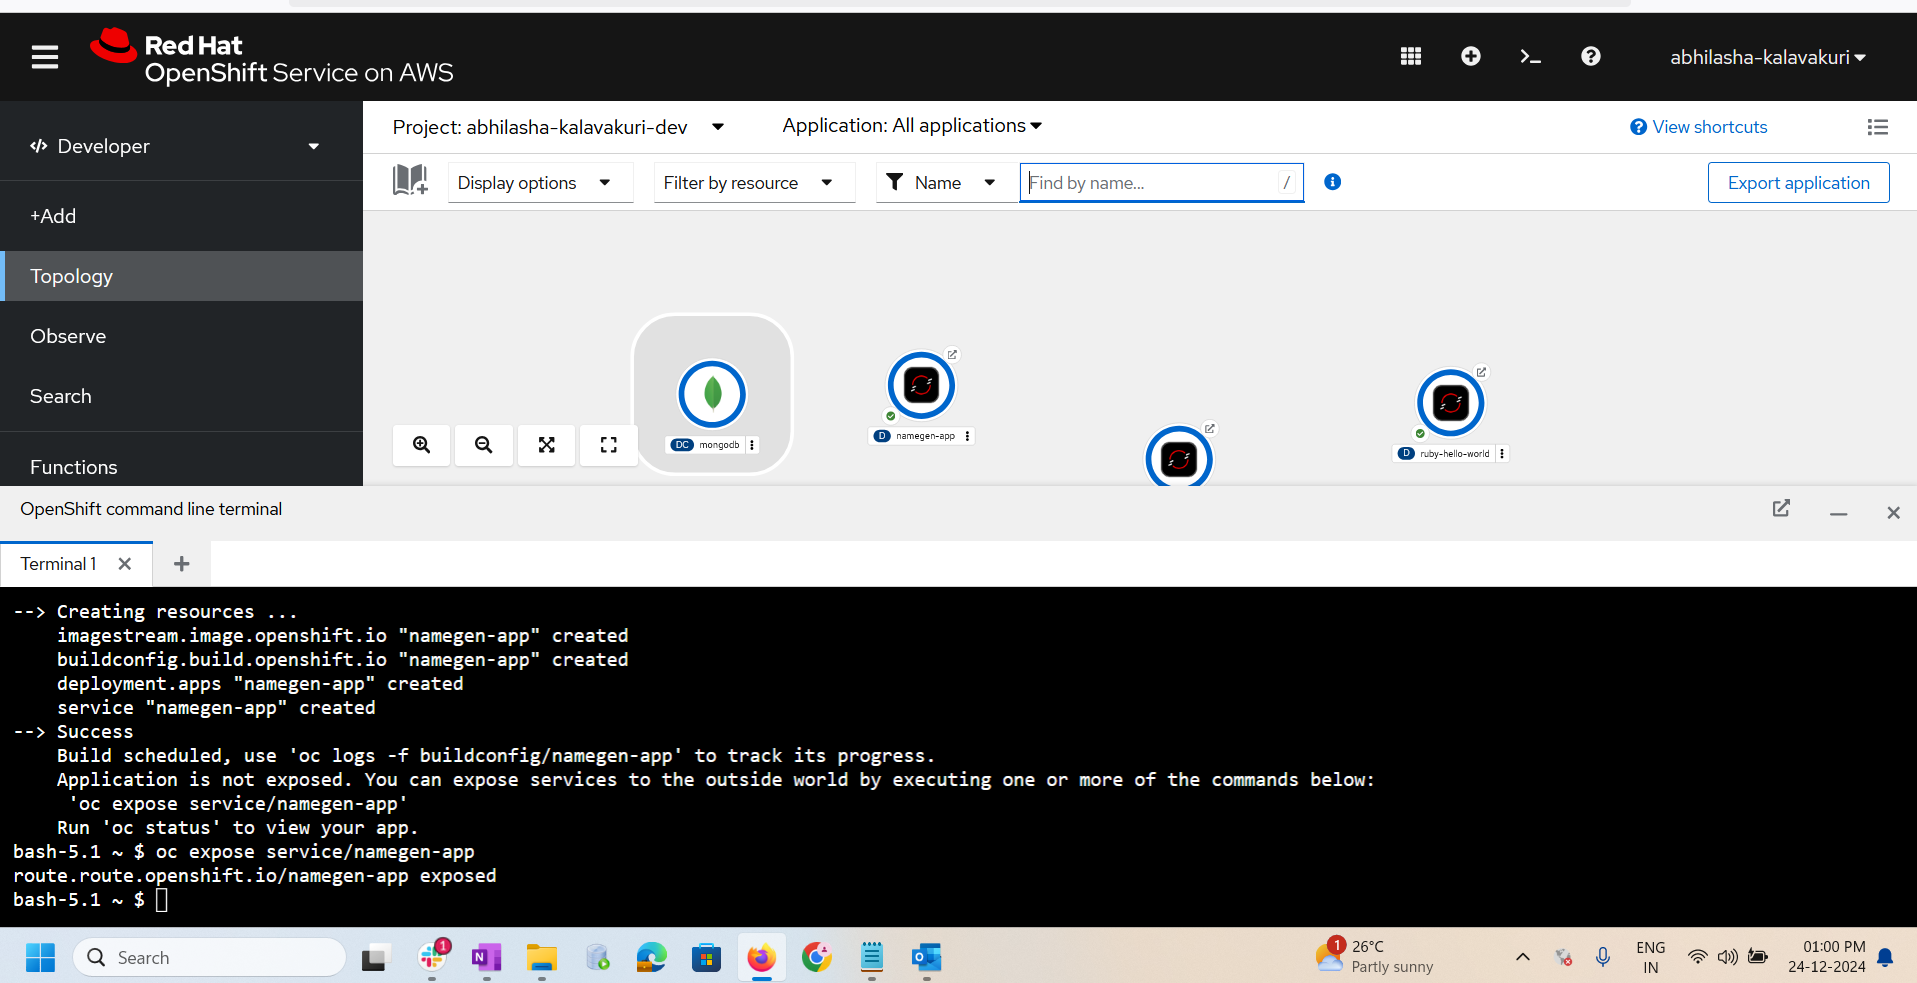 Red Hat
OpenShift Service on AWS
abhilasha-kalavakuri
Developer
+Add
Topology
Observe
Search
Functions
Project: abhilasha-kalavakuri-dev
Application: All applications
View shortcuts
Display options
Filter by resource
Name
Find by name...
/
Export application
DC mongodb
D namegen-app
D ruby-hello-world
OpenShift command line terminal
Terminal 1
--> Creating resources ...
imagestream.image.openshift.io "namegen-app" created
buildconfig.build.openshift.io "namegen-app" created
deployment.apps "namegen-app" created
service "namegen-app" created
--> Success
Build scheduled, use 'oc logs -f buildconfig/namegen-app' to track its progress.
Application is not exposed. You can expose services to the outside world by executing one or more of the commands below:
'oc expose service/namegen-app'
Run 'oc status' to view your app.
bash-5.1 ~ $ oc expose service/namegen-app
route.route.openshift.io/namegen-app exposed
bash-5.1 ~ $
Search
1
1
26°C
Partly sunny
ENG
IN
01:00 PM
24-12-2024